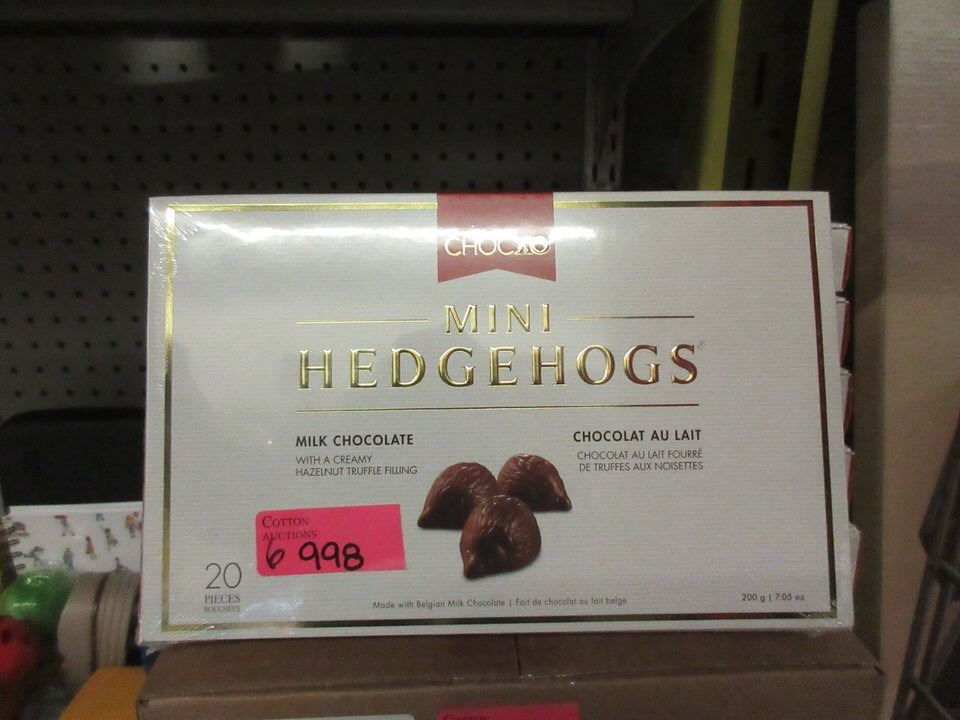 CHOCXO
MINI
HEDGEHOGS®
MILK CHOCOLATE
WITH A CREAMY
HAZELNUT TRUFFLE FILLING
CHOCOLAT AU LAIT
CHOCOLAT AU LAIT FOURRÉ
DE TRUFFES AUX NOISETTES
COTTON
AUCTIONS
6 998
20
PIECES
BOUCHÉES
Made with Belgian Milk Chocolate | Fait de chocolat au lait belge
200 g | 7.05 oz
COTTON